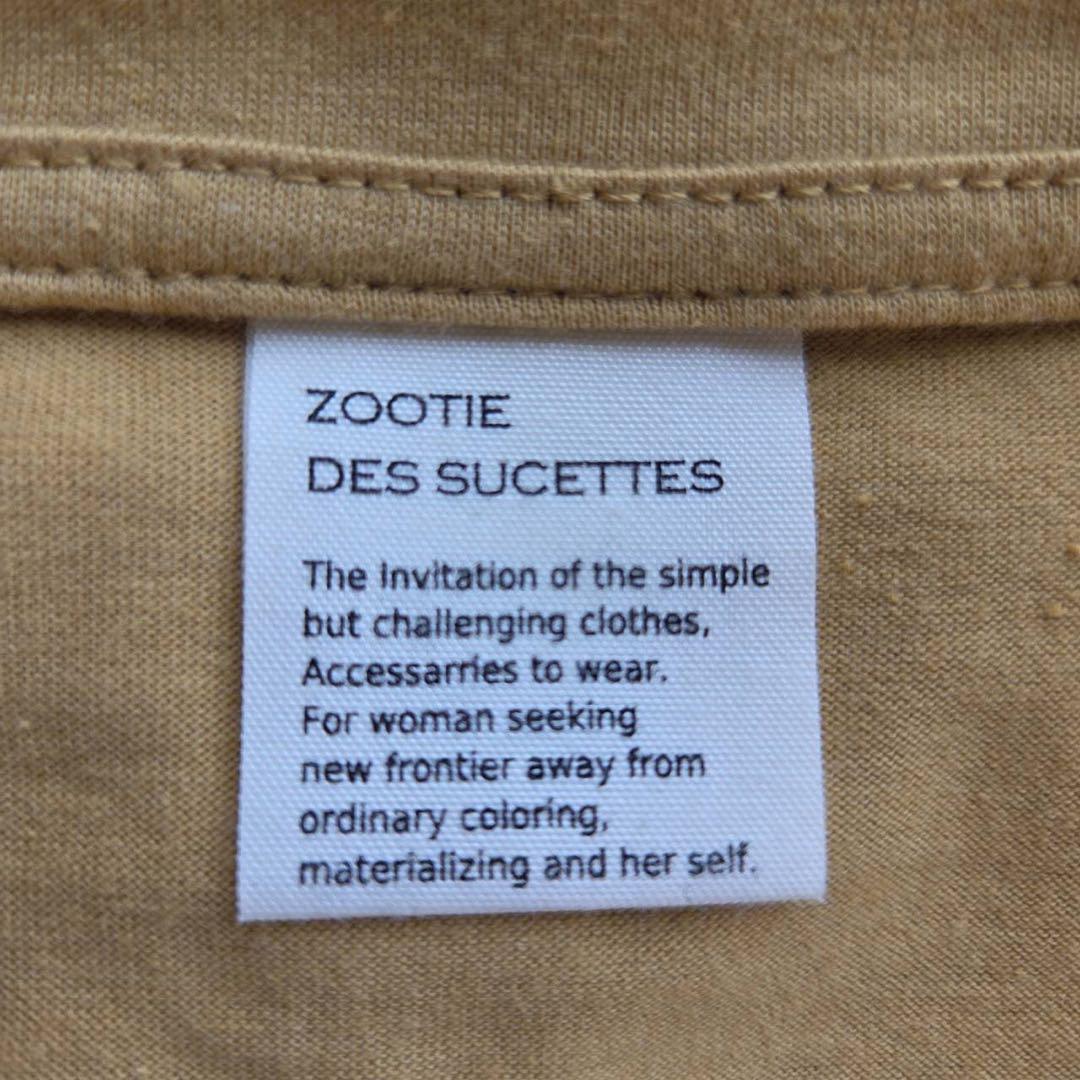 ZOOTIE
DES SUCETTES
The Invitation of the simple
but challenging clothes,
Accessarries to wear.
For woman seeking
new frontier away from
ordinary coloring,
materializing and her self.